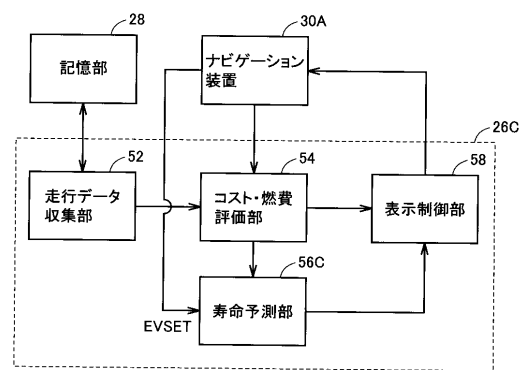 28
記憶部
30A
ナビゲーション
装置
26C
52
走行データ
収集部
54
コスト・燃費
評価部
58
表示制御部
56C
寿命予測部
EVSET